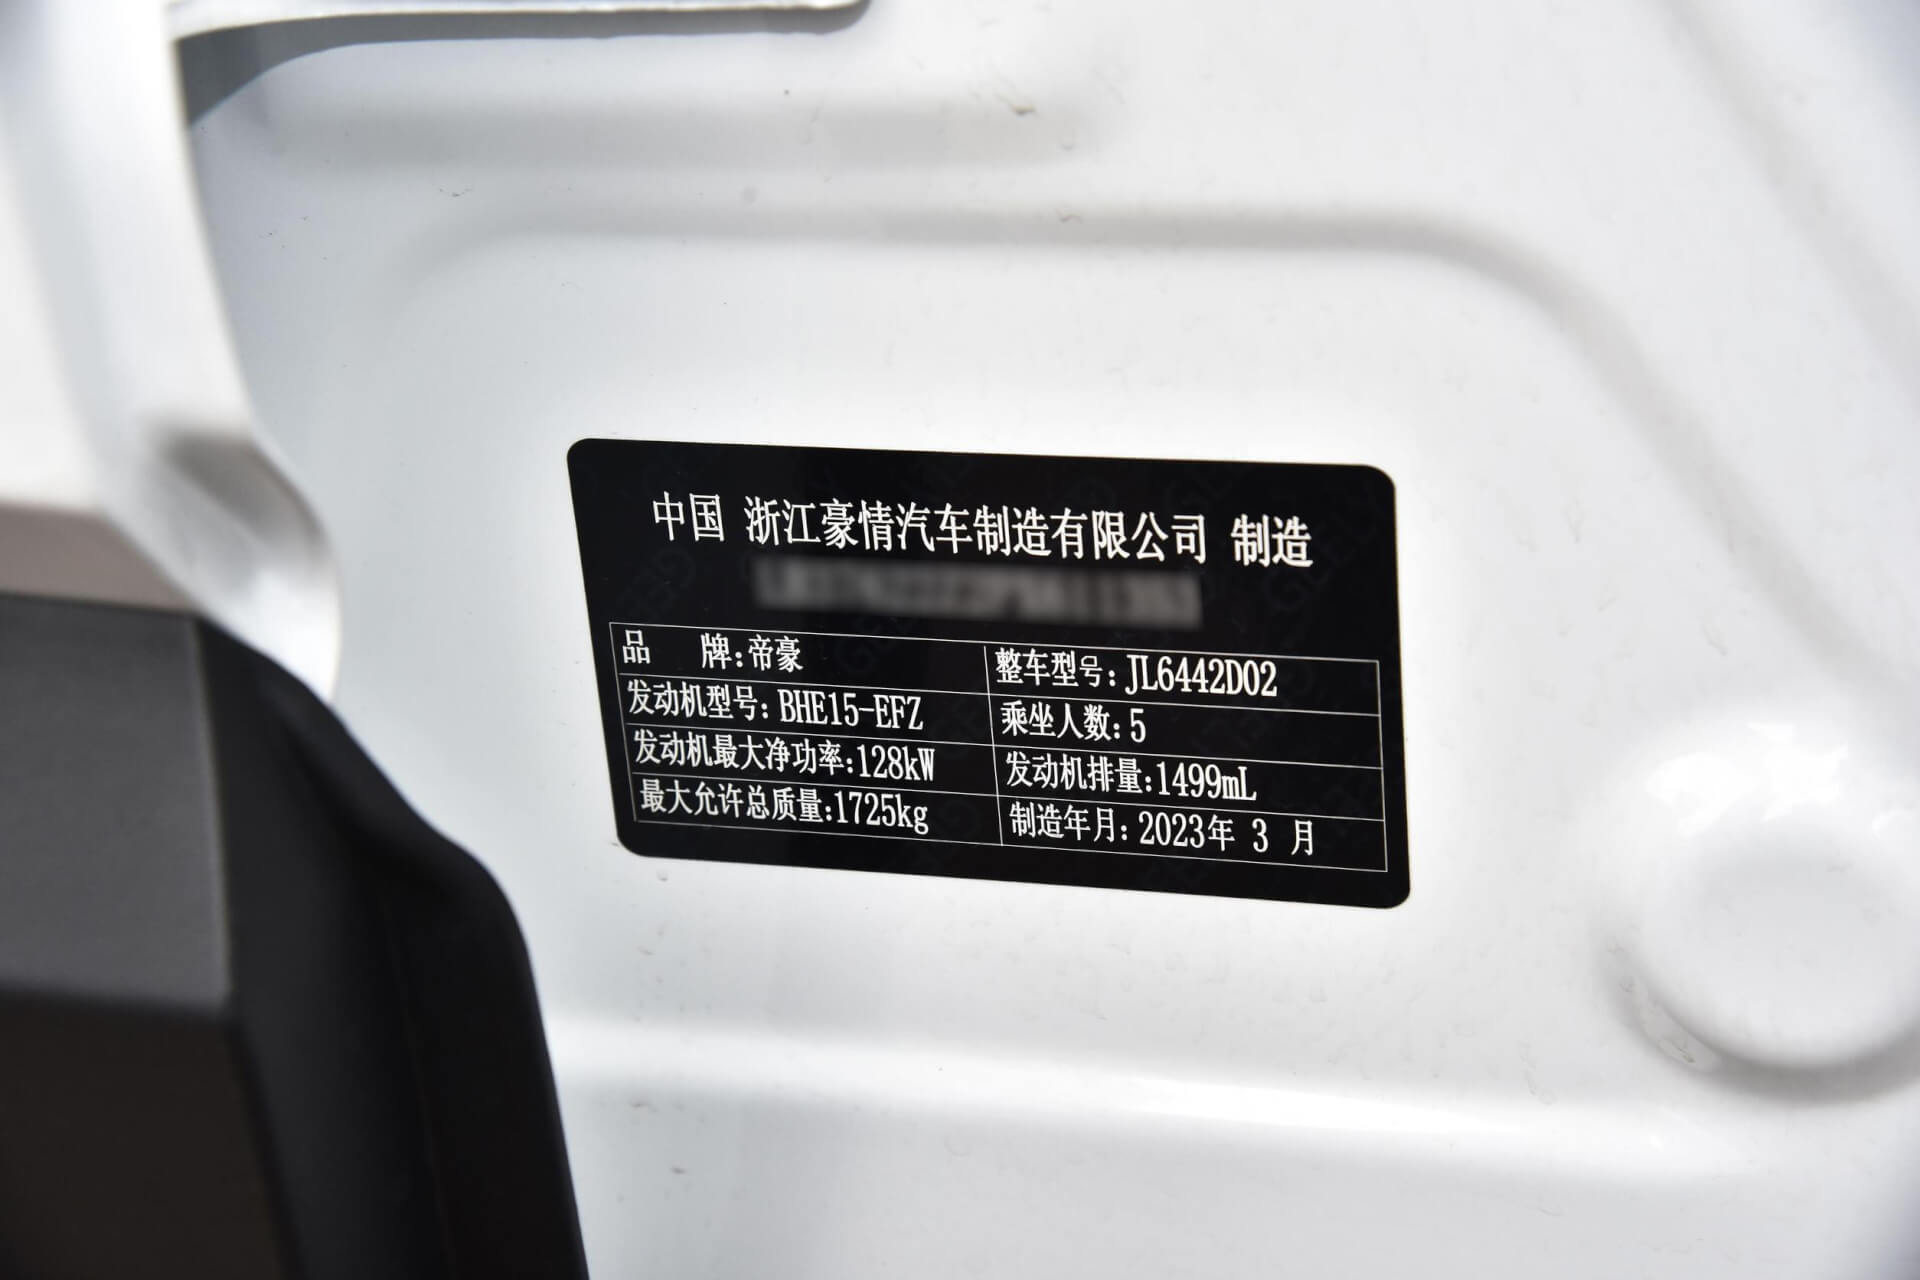 中国 浙江豪情汽车制造有限公司 制造
品 牌:帝豪 整车型号:JL6442D02
发动机型号:BHE15-EFZ 乘坐人数:5
发动机最大净功率:128kW 发动机排量:1499mL
最大允许总质量:1725kg 制造年月:2023年 3 月